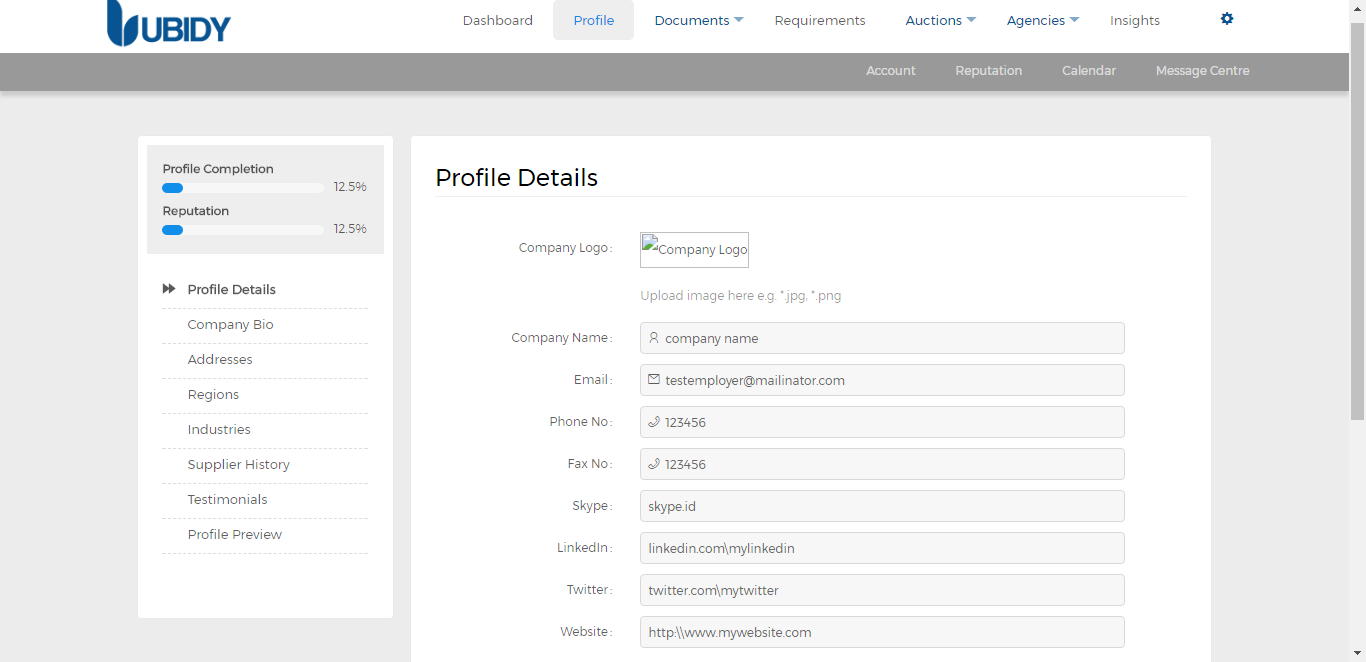 UBIDY
Dashboard Profile Documents Requirements Auctions Agencies Insights
Account Reputation Calendar Message Centre
Profile Completion
12.5%
Reputation
12.5%
Profile Details
Company Bio
Addresses
Regions
Industries
Supplier History
Testimonials
Profile Preview
Profile Details
Company Logo: Company Logo
Upload image here e.g. *.jpg, *.png
Company Name: company name
Email: testemployer@mailinator.com
Phone No: 123456
Fax No: 123456
Skype: skype.id
LinkedIn: linkedin.com\mylinkedin
Twitter: twitter.com\mytwitter
Website: http:\\www.mywebsite.com